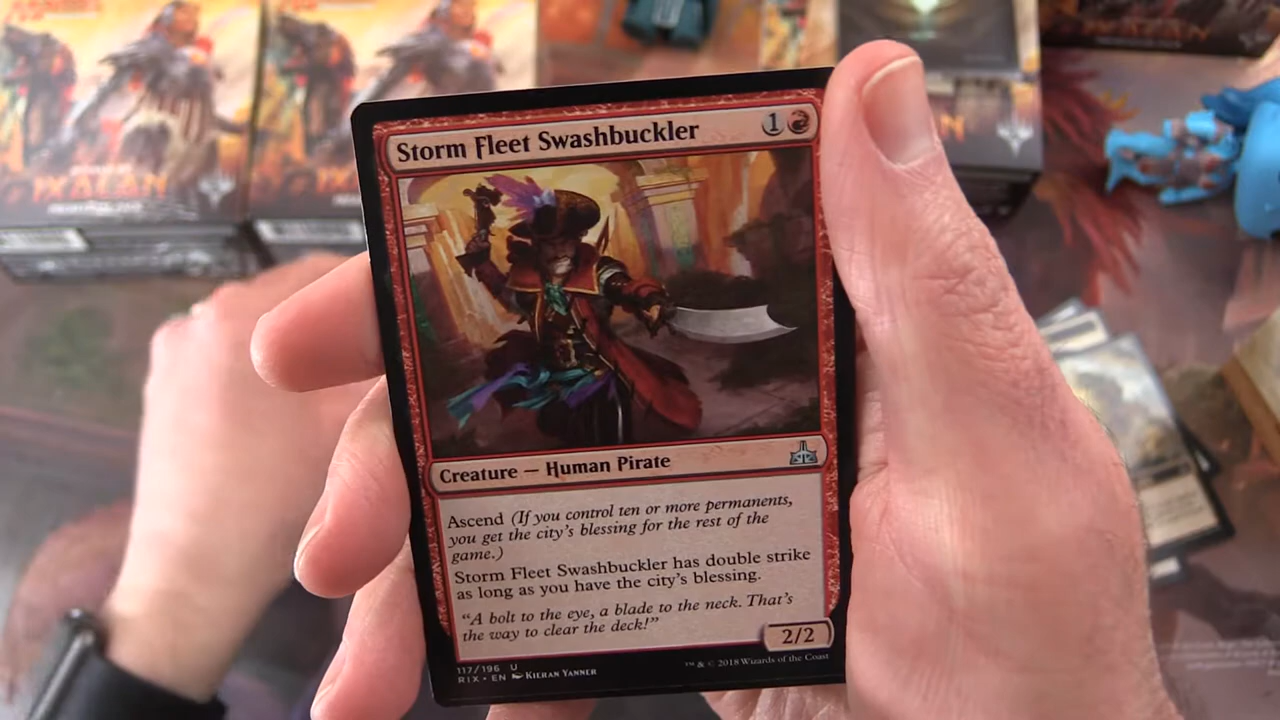 IXALAN
IXALAN
Storm Fleet Swashbuckler 1
Creature — Human Pirate
Ascend (If you control ten or more permanents,
you get the city's blessing for the rest of the
game.)
Storm Fleet Swashbuckler has double strike
as long as you have the city's blessing.
"A bolt to the eye, a blade to the neck. That's
the way to clear the deck!"
2/2
117/196 U
RIX • EN KIERAN YANNER
™ & © 2018 Wizards of the Coast